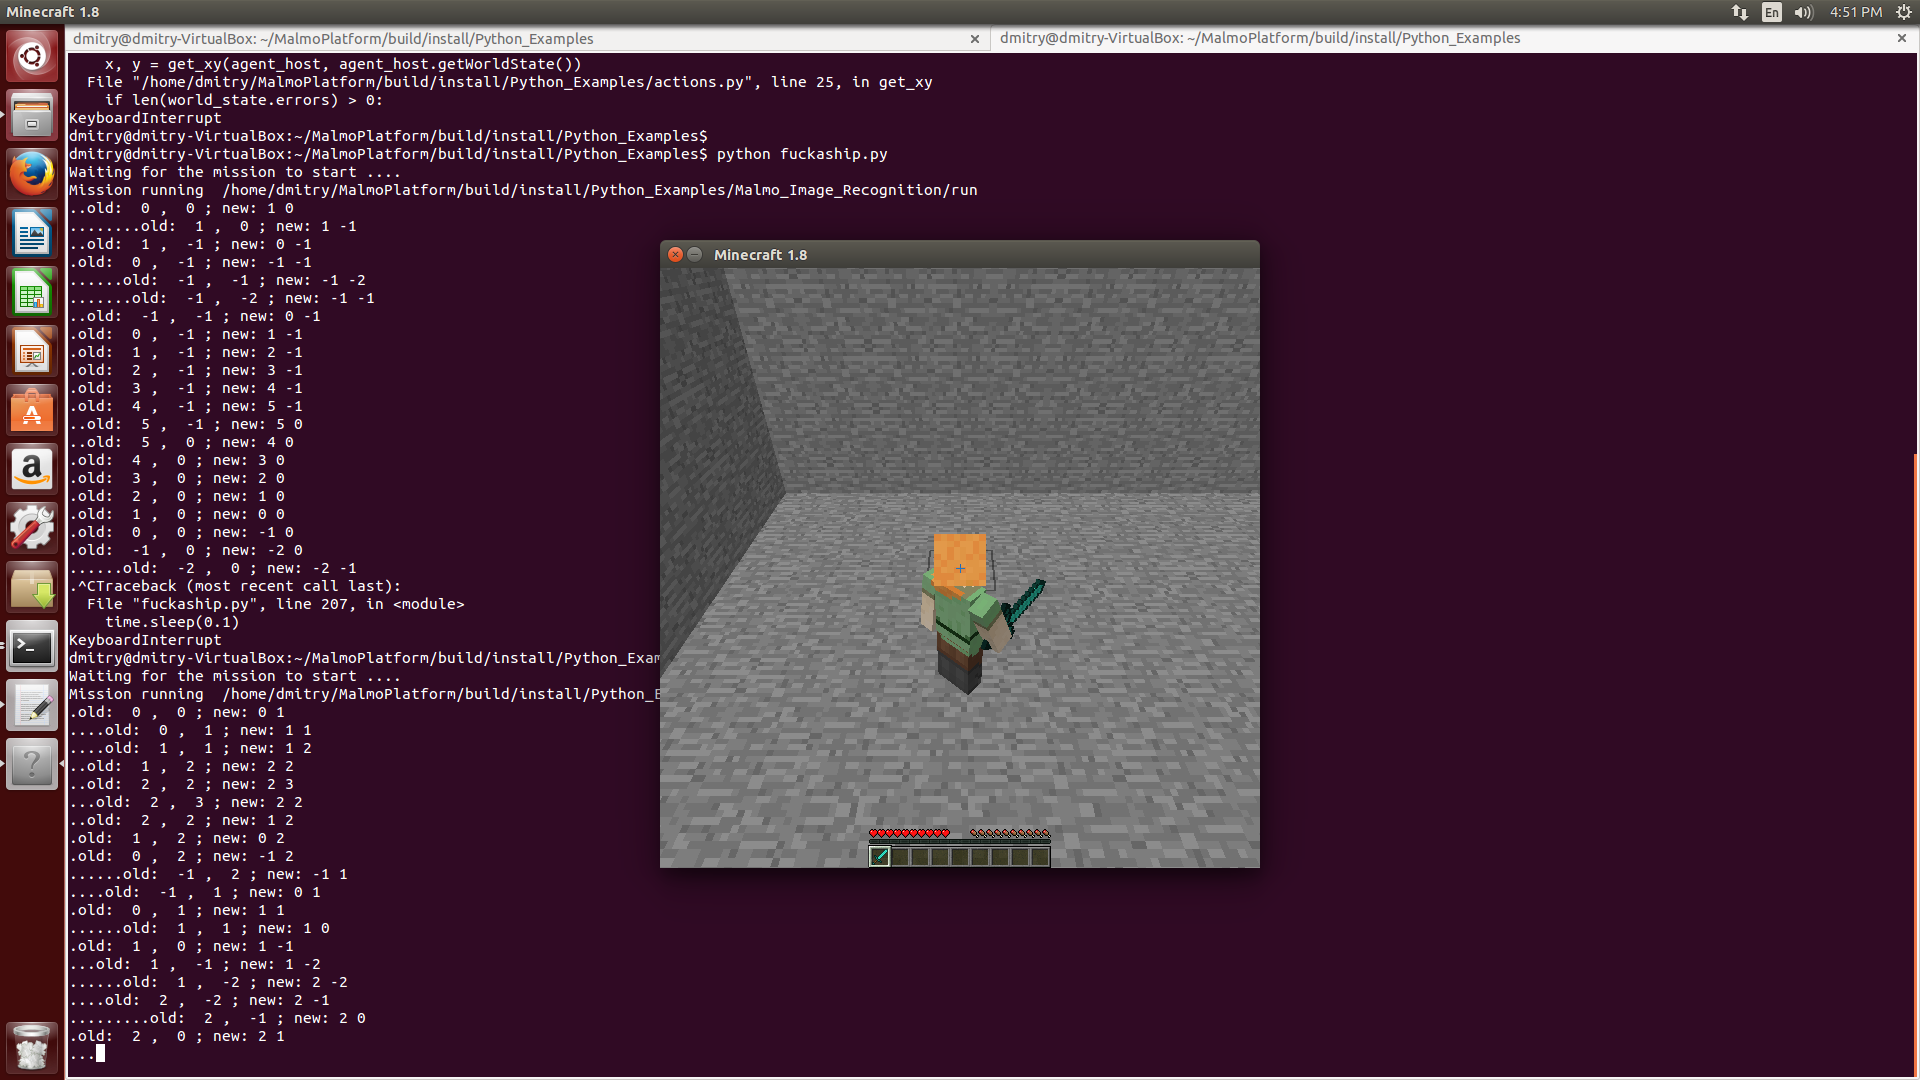 Minecraft 1.8
En
4:51 PM
dmitry@dmitry-VirtualBox: ~/MalmoPlatform/build/install/Python_Examples
dmitry@dmitry-VirtualBox: ~/MalmoPlatform/build/install/Python_Examples
x, y = get_xy(agent_host, agent_host.getWorldState())
File "/home/dmitry/MalmoPlatform/build/install/Python_Examples/actions.py", line 25, in get_xy
if len(world_state.errors) > 0:
KeyboardInterrupt
dmitry@dmitry-VirtualBox:~/MalmoPlatform/build/install/Python_Examples$
dmitry@dmitry-VirtualBox:~/MalmoPlatform/build/install/Python_Examples$ python fuckaship.py
Waiting for the mission to start ....
Mission running  /home/dmitry/MalmoPlatform/build/install/Python_Examples/Malmo_Image_Recognition/run
..old:  0 ,  0 ; new: 1 0
........old:  1 ,  0 ; new: 1 -1
..old:  1 ,  -1 ; new: 0 -1
.old:  0 ,  -1 ; new: -1 -1
......old:  -1 ,  -1 ; new: -1 -2
.......old:  -1 ,  -2 ; new: -1 -1
..old:  -1 ,  -1 ; new: 0 -1
.old:  0 ,  -1 ; new: 1 -1
.old:  1 ,  -1 ; new: 2 -1
.old:  2 ,  -1 ; new: 3 -1
.old:  3 ,  -1 ; new: 4 -1
.old:  4 ,  -1 ; new: 5 -1
..old:  5 ,  -1 ; new: 5 0
..old:  5 ,  0 ; new: 4 0
.old:  4 ,  0 ; new: 3 0
.old:  3 ,  0 ; new: 2 0
.old:  2 ,  0 ; new: 1 0
.old:  1 ,  0 ; new: 0 0
.old:  0 ,  0 ; new: -1 0
.old:  -1 ,  0 ; new: -2 0
......old:  -2 ,  0 ; new: -2 -1
.^CTraceback (most recent call last):
File "fuckaship.py", line 207, in <module>
time.sleep(0.1)
KeyboardInterrupt
dmitry@dmitry-VirtualBox:~/MalmoPlatform/build/install/Python_Exam
Waiting for the mission to start ....
Mission running  /home/dmitry/MalmoPlatform/build/install/Python_E
.old:  0 ,  0 ; new: 0 1
....old:  0 ,  1 ; new: 1 1
....old:  1 ,  1 ; new: 1 2
..old:  1 ,  2 ; new: 2 2
..old:  2 ,  2 ; new: 2 3
...old:  2 ,  3 ; new: 2 2
..old:  2 ,  2 ; new: 1 2
.old:  1 ,  2 ; new: 0 2
.old:  0 ,  2 ; new: -1 2
......old:  -1 ,  2 ; new: -1 1
....old:  -1 ,  1 ; new: 0 1
.old:  0 ,  1 ; new: 1 1
......old:  1 ,  1 ; new: 1 0
.old:  1 ,  0 ; new: 1 -1
...old:  1 ,  -1 ; new: 1 -2
......old:  1 ,  -2 ; new: 2 -2
....old:  2 ,  -2 ; new: 2 -1
.........old:  2 ,  -1 ; new: 2 0
.old:  2 ,  0 ; new: 2 1
...
Minecraft 1.8